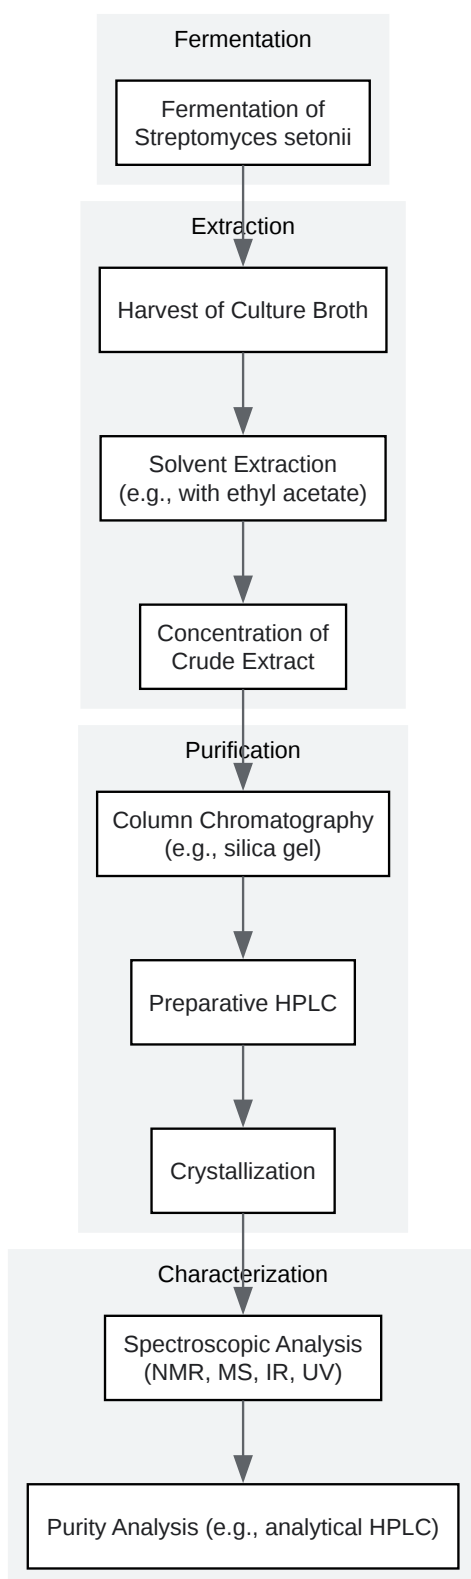 Fermentation
Fermentation of
Streptomyces setonii
Extraction
Harvest of Culture Broth
Solvent Extraction
(e.g., with ethyl acetate)
Concentration of
Crude Extract
Purification
Column Chromatography
(e.g., silica gel)
Preparative HPLC
Crystallization
Characterization
Spectroscopic Analysis
(NMR, MS, IR, UV)
Purity Analysis (e.g., analytical HPLC)